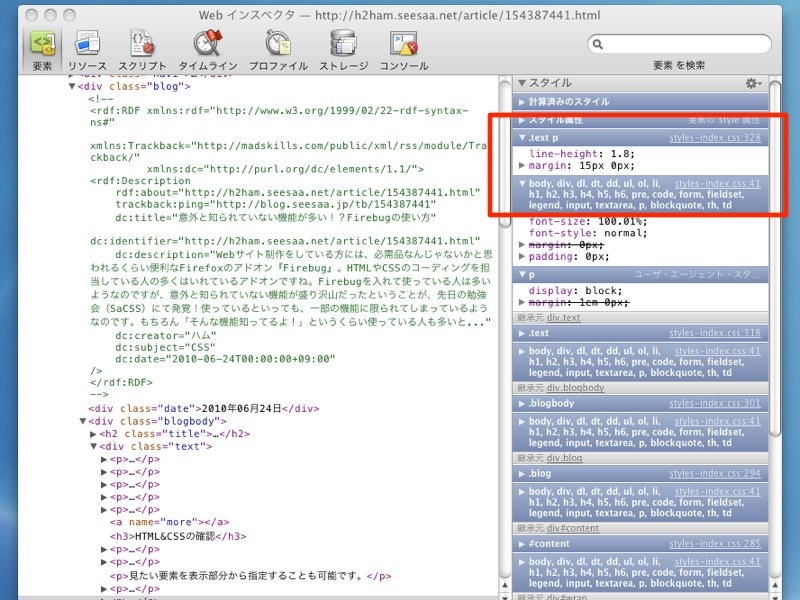 Web インスペクタ — http://h2ham.seesaa.net/article/154387441.html
要素 リソース スクリプト タイムライン プロファイル ストレージ コンソール
要素 を検索
▼<div class="blog">
<!--
<rdf:RDF xmlns:rdf="http://www.w3.org/1999/02/22-rdf-syntax-
ns#"
xmlns:Trackback="http://madskills.com/public/xml/rss/module/Tra
ckback/"
xmlns:dc="http://purl.org/dc/elements/1.1/">
<rdf:Description
rdf:about="http://h2ham.seesaa.net/article/154387441.html"
trackback:ping="http://blog.seesaa.jp/tb/154387441"
dc:title="意外と知られていない機能が多い！？Firebugの使い方"
dc:identifier="http://h2ham.seesaa.net/article/154387441.html"
dc:description="Webサイト制作をしている方には、必需品なんじゃないかと思
われるくらい便利なFirefoxのアドオン『Firebug』。HTMLやCSSのコーディングを担
当している人の多くはいれているアドオンですね。Firebugを入れて使っている人は多い
ようなのですが、意外と知られていない機能が盛り沢山だったということが、先日の勉強
会（SaCSS）にて発覚！使っているといっても、一部の機能に限られてしまっているよう
なのです。もちろん「そんな機能知ってるよ！」というくらい使っている人も多いと..."
dc:creator="ハム"
dc:subject="CSS"
dc:date="2010-06-24T00:00:00+09:00"
/>
</rdf:RDF>
-->
<div class="date">2010年06月24日</div>
▼<div class="blogbody">
▶<h2 class="title">…</h2>
▼<div class="text">
▶<p>…</p>
▶<p>…</p>
▶<p>…</p>
▶<p>…</p>
▶<p>…</p>
<a name="more"></a>
<h3>HTML&CSSの確認</h3>
▶<p>…</p>
▶<p>…</p>
<p>見たい要素を表示部分から指定することも可能です。</p>
▶<p>…</p>
▼スタイル
▶計算済みのスタイル
▶スタイル属性 要素の style 属性
▼.text p styles-index.css:328
line-height: 1.8;
▶margin: 15px 0px;
▼body, div, dl, dt, dd, ul, ol, li, styles-index.css:41
h1, h2, h3, h4, h5, h6, pre, code, form, fieldset,
legend, input, textarea, p, blockquote, th, td
font-size: 100.01%;
font-style: normal;
▶margin: 0px;
▶padding: 0px;
▼p ユーザ・エージェント・スタ…
display: block;
▶margin: 1em 0px;
継承元 div.text
▶.text styles-index.css:318
▶body, div, dl, dt, dd, ul, ol, li, styles-index.css:41
h1, h2, h3, h4, h5, h6, pre, code, form, fieldset,
legend, input, textarea, p, blockquote, th, td
継承元 div.blogbody
▶.blogbody styles-index.css:301
▶body, div, dl, dt, dd, ul, ol, li, styles-index.css:41
h1, h2, h3, h4, h5, h6, pre, code, form, fieldset,
legend, input, textarea, p, blockquote, th, td
継承元 div.blog
▶.blog styles-index.css:294
▶body, div, dl, dt, dd, ul, ol, li, styles-index.css:41
h1, h2, h3, h4, h5, h6, pre, code, form, fieldset,
legend, input, textarea, p, blockquote, th, td
継承元 div#content
▶#content styles-index.css:285
▶body, div, dl, dt, dd, ul, ol, li, styles-index.css:41
h1, h2, h3, h4, h5, h6, pre, code, form, fieldset,
legend, input, textarea, p, blockquote, th, td
継承元 div#wrap